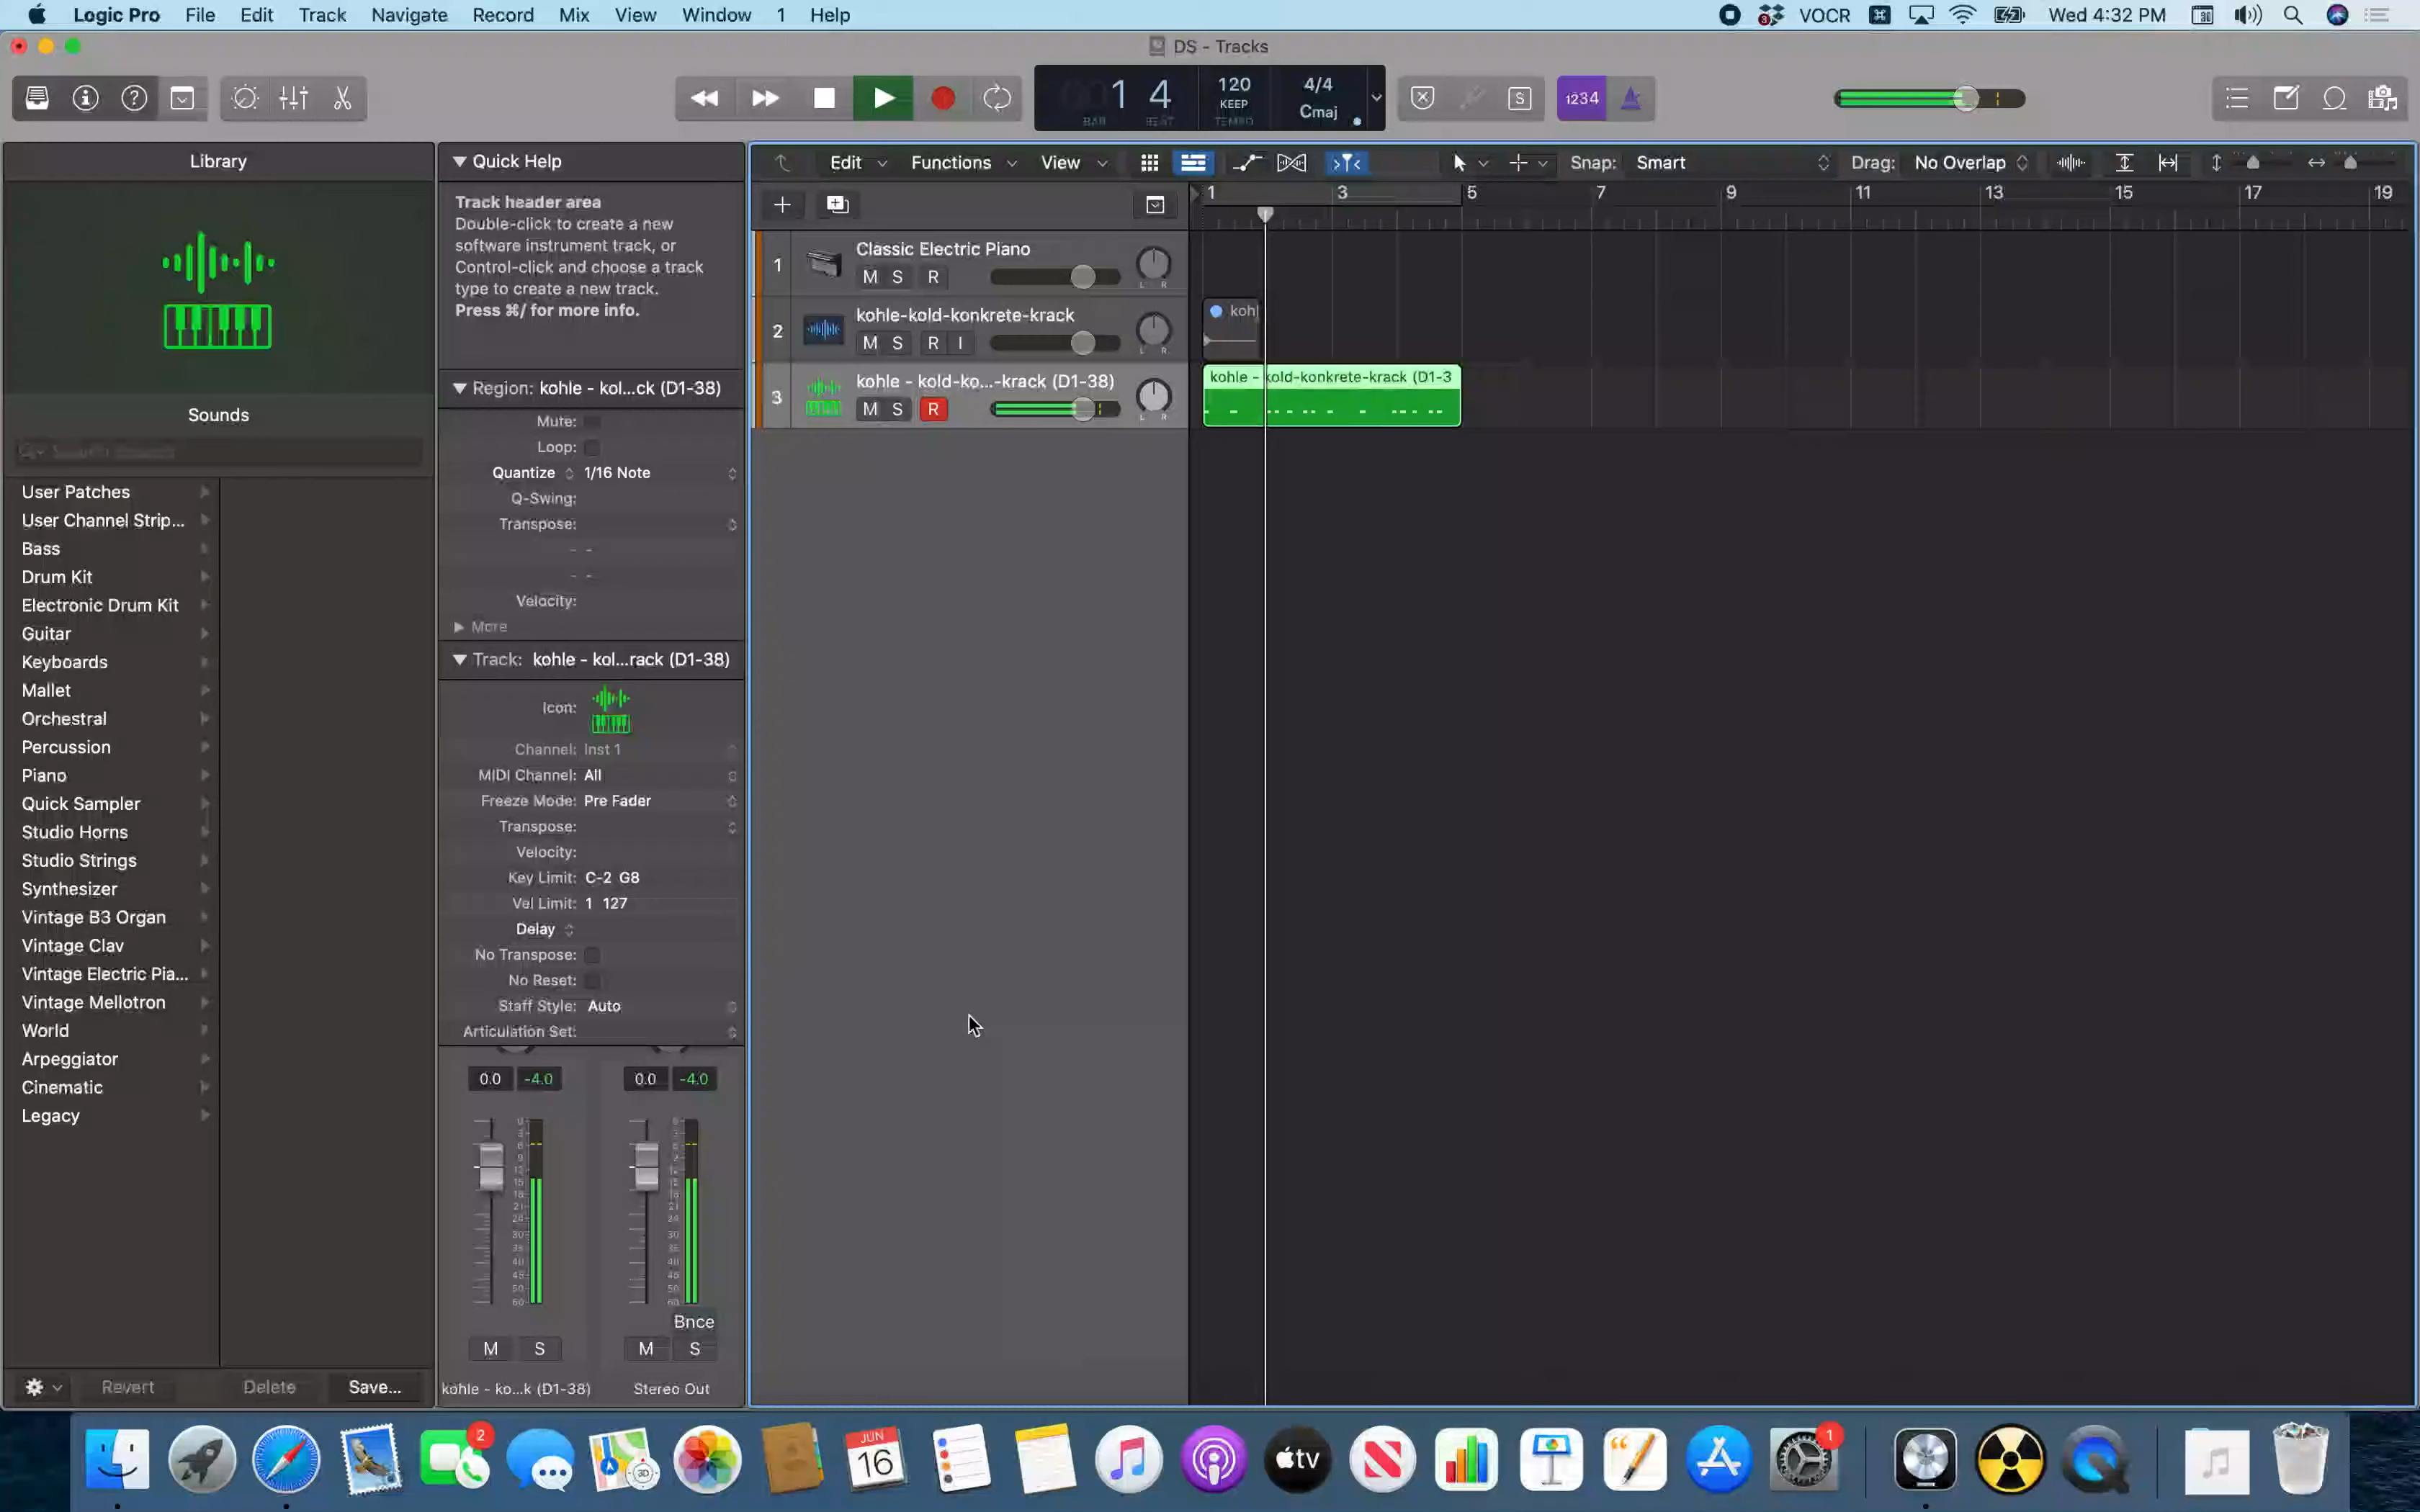 Logic Pro File Edit Track Navigate Record Mix View Window 1 Help
VOCR Wed 4:32 PM
DS - Tracks
1 4
BAR BEAT
120
KEEP
TEMPO
4/4
Cmaj
S
1234
Library
Sounds
User Patches
User Channel Strip...
Bass
Drum Kit
Electronic Drum Kit
Guitar
Keyboards
Mallet
Orchestral
Percussion
Piano
Quick Sampler
Studio Horns
Studio Strings
Synthesizer
Vintage B3 Organ
Vintage Clav
Vintage Electric Pia...
Vintage Mellotron
World
Arpeggiator
Cinematic
Legacy
Revert Delete Save...
Quick Help
Track header area
Double-click to create a new
software instrument track, or
Control-click and choose a track
type to create a new track.
Press ⌘/ for more info.
Region: kohle - kol...ck (D1-38)
Mute:
Loop:
Quantize 1/16 Note
Q-Swing:
Transpose:
- -
- -
Velocity:
More
Track: kohle - kol...rack (D1-38)
Icon:
Channel: Inst 1
MIDI Channel: All
Freeze Mode: Pre Fader
Transpose:
Velocity:
Key Limit: C-2 G8
Vel Limit: 1 127
Delay
No Transpose:
No Reset:
Staff Style: Auto
Articulation Set:
0.0 -4.0 0.0 -4.0
Bnce
M S M S
kohle - ko...k (D1-38) Stereo Out
Edit Functions View Snap: Smart Drag: No Overlap
1 3 5 7 9 11 13 15 17 19
1 Classic Electric Piano
M S R
L R
2 kohle-kold-konkrete-krack
M S R I
L R
koh
3 kohle - kold-ko...-krack (D1-38)
M S R
L R
kohle - kold-konkrete-krack (D1-3
2
JUN
16
3D
tv
1